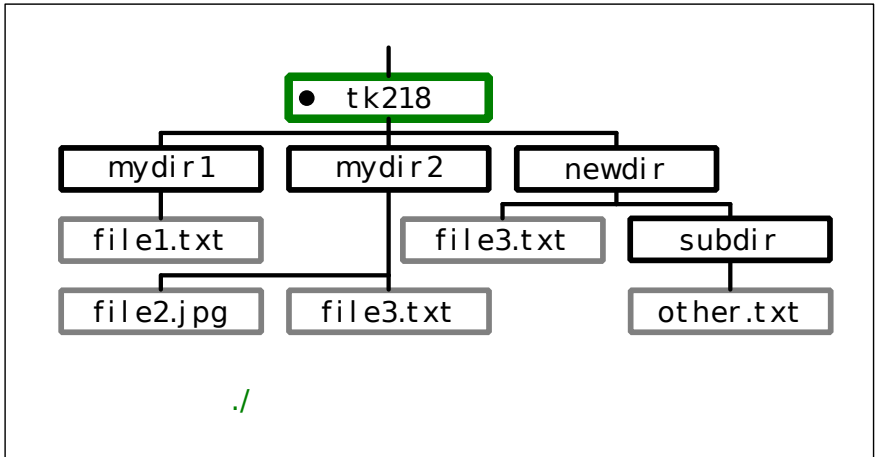 tk218
mydir1 mydir2 newdir
file1.txt file3.txt subdir
file2.jpg file3.txt other.txt
./